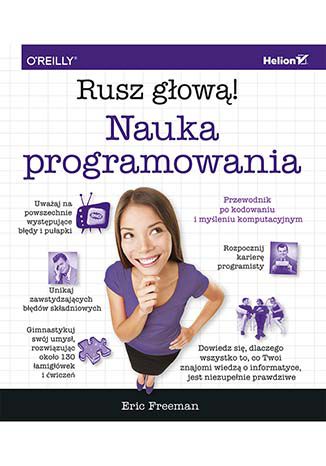 O'REILLY®
Helion
Rusz głową!
Nauka
programowania
Uważaj na
powszechnie
występujące
błędy i pułapki
Przewodnik
po kodowaniu
i myśleniu komputacyjnym
Rozpocznij
karierę
programisty
Unikaj
zawstydzających
błędów składniowych
Gimnastykuj
swój umysł,
rozwiązując
około 130
łamigłówek
i ćwiczeń
Dowiedz się, dlaczego
wszystko to, co Twoi
znajomi wiedzą o informatyce,
jest niezupełnie prawdziwe
Eric Freeman